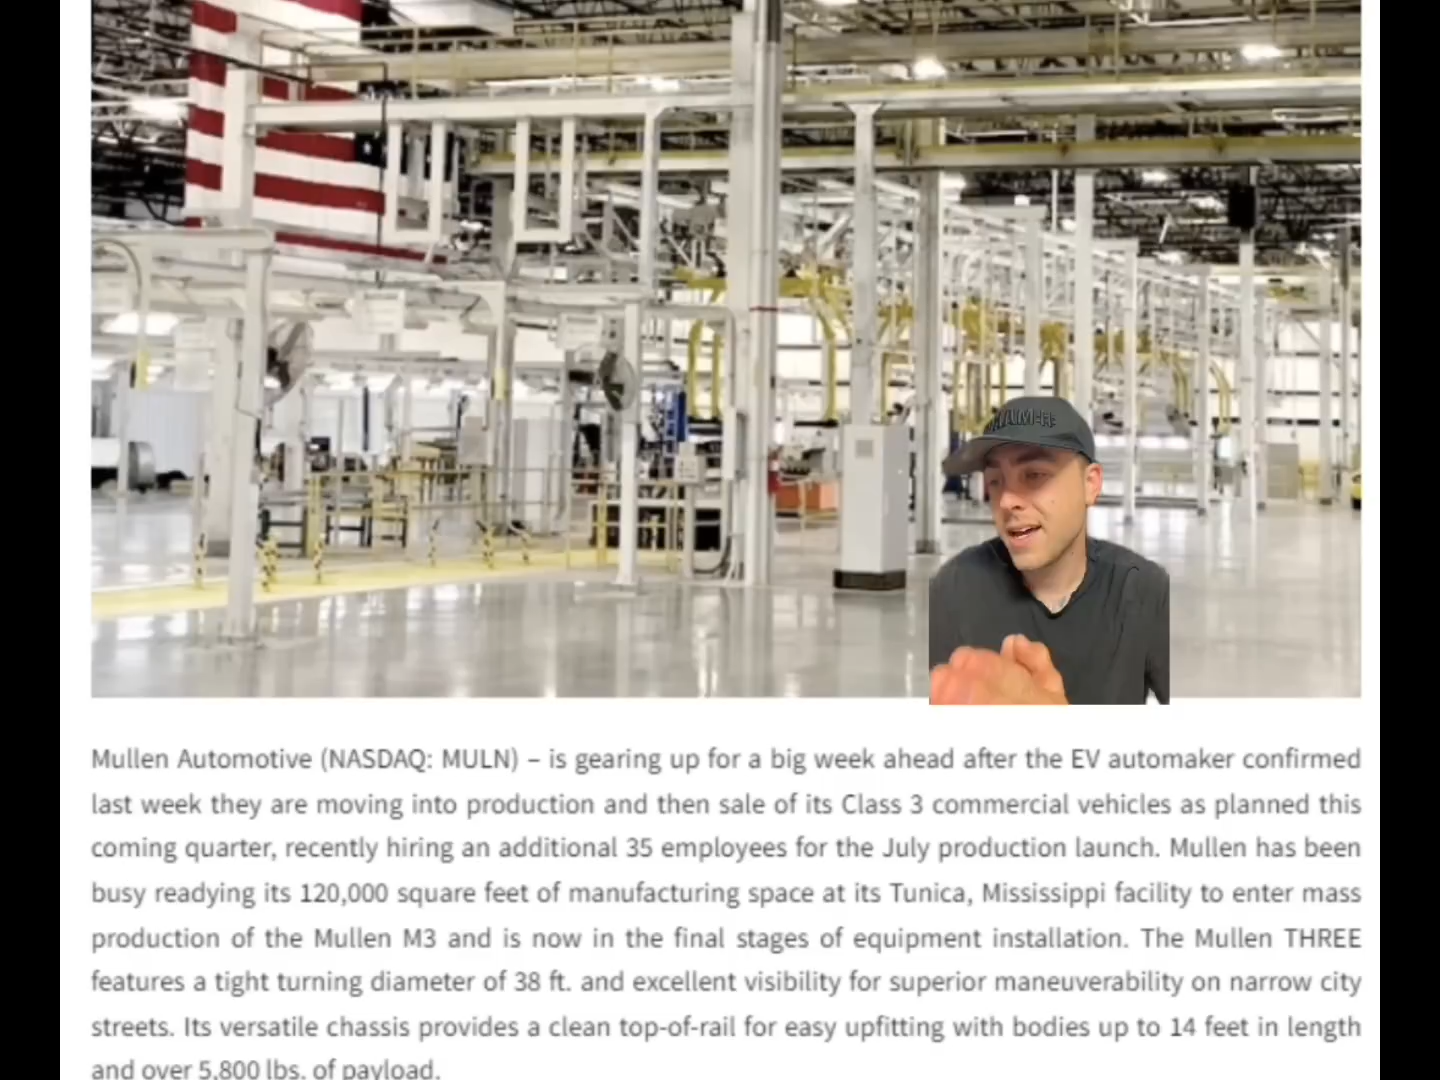 Mullen Automotive (NASDAQ: MULN) – is gearing up for a big week ahead after the EV automaker confirmed
last week they are moving into production and then sale of its Class 3 commercial vehicles as planned this
coming quarter, recently hiring an additional 35 employees for the July production launch. Mullen has been
busy readying its 120,000 square feet of manufacturing space at its Tunica, Mississippi facility to enter mass
production of the Mullen M3 and is now in the final stages of equipment installation. The Mullen THREE
features a tight turning diameter of 38 ft. and excellent visibility for superior maneuverability on narrow city
streets. Its versatile chassis provides a clean top-of-rail for easy upfitting with bodies up to 14 feet in length
and over 5,800 lbs. of payload.